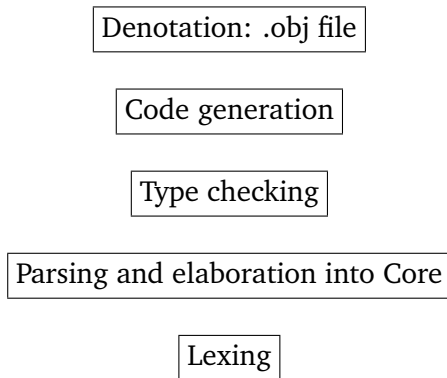 Denotation: .obj file
Code generation
Type checking
Parsing and elaboration into Core
Lexing